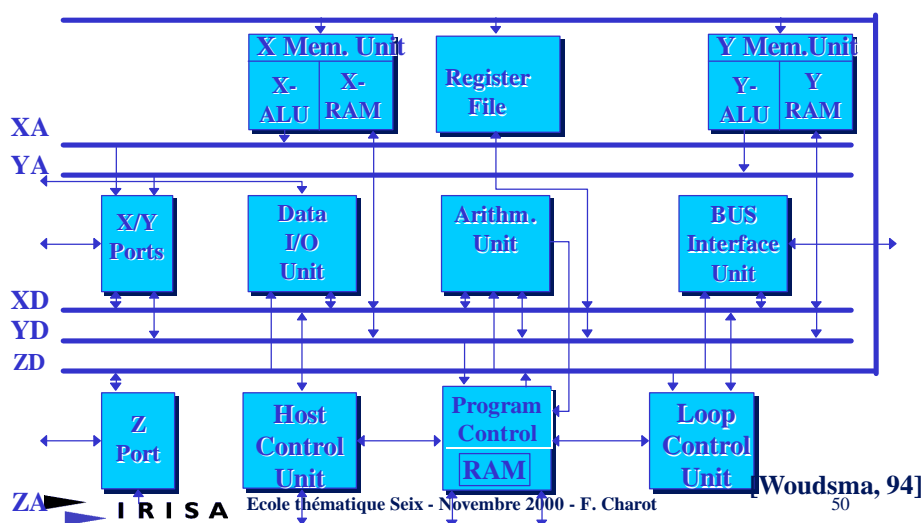 X Mem. Unit
X-
ALU
X-
RAM
Register
File
Y Mem.Unit
Y-
ALU
Y
RAM
XA
YA
X/Y
Ports
Data
I/O
Unit
Arithm.
Unit
BUS
Interface
Unit
XD
YD
ZD
Z
Port
Host
Control
Unit
Program
Control
RAM
Loop
Control
Unit
ZA
[Woudsma, 94]
IRISA
Ecole thématique Seix - Novembre 2000 - F. Charot
50